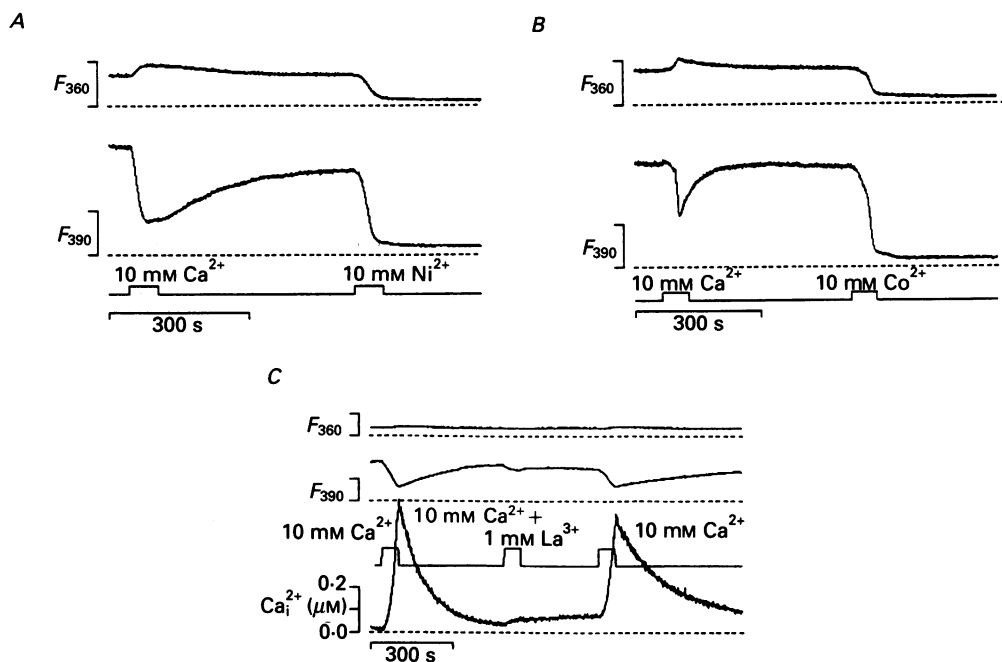 A
F360
F390
10 mM Ca2+
10 mM Ni2+
300 s
B
F360
F390
10 mM Ca2+
10 mM Co2+
300 s
C
F360
F390
10 mM Ca2+
10 mM Ca2+ +
1 mM La3+
10 mM Ca2+
0·2
Cai2+ (μM)
0·0
300 s